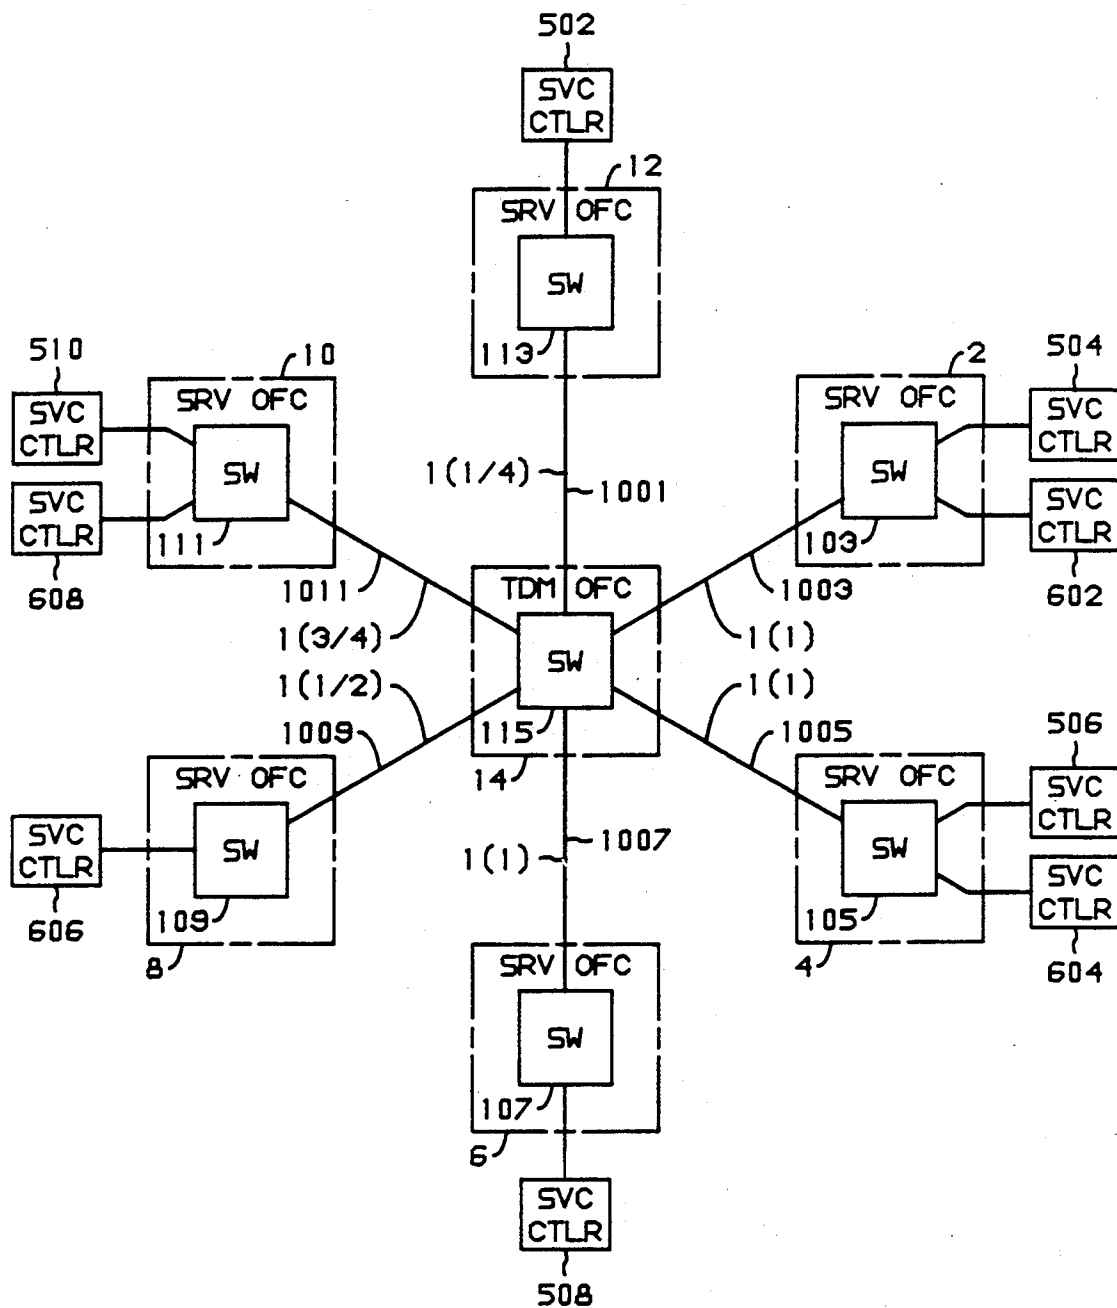 502
SVC
CTLR
12
SRV OFC
SW
113
510
10
2
504
SVC
CTLR
SRV OFC
SRV OFC
SVC
CTLR
SW
SW
1(1/4)
1001
SVC
CTLR
111
103
SVC
CTLR
608
1011
TDM OFC
1003
602
1(3/4)
SW
1(1)
1(1/2)
1(1)
1009
115
1005
506
14
SRV OFC
SRV OFC
SVC
CTLR
SVC
CTLR
SW
1007
SW
1(1)
606
109
105
SVC
CTLR
8
4
604
SRV OFC
SW
107
6
SVC
CTLR
508